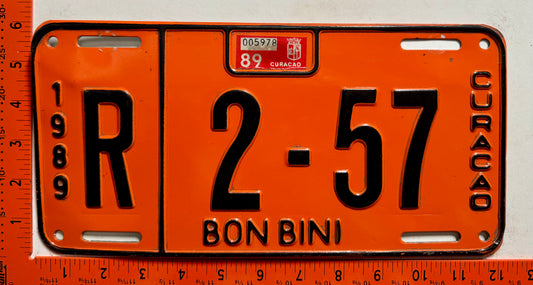 005978
89 CURACAO
1989
R 2-57
CURACAO
BON BINI